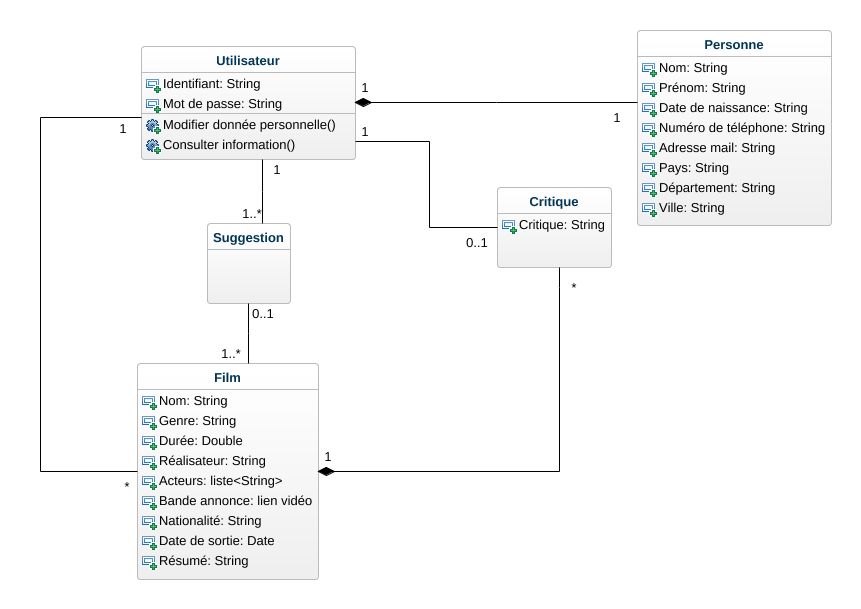 Utilisateur
Identifiant: String
Mot de passe: String
Modifier donnée personnelle()
Consulter information()
1
1
1
1
Personne
Nom: String
Prénom: String
Date de naissance: String
Numéro de téléphone: String
Adresse mail: String
Pays: String
Département: String
Ville: String
1
Critique
Critique: String
0..1
*
1..*
Suggestion
0..1
1..*
Film
Nom: String
Genre: String
Durée: Double
Réalisateur: String
Acteurs: liste<String>
Bande annonce: lien vidéo
Nationalité: String
Date de sortie: Date
Résumé: String
1
*